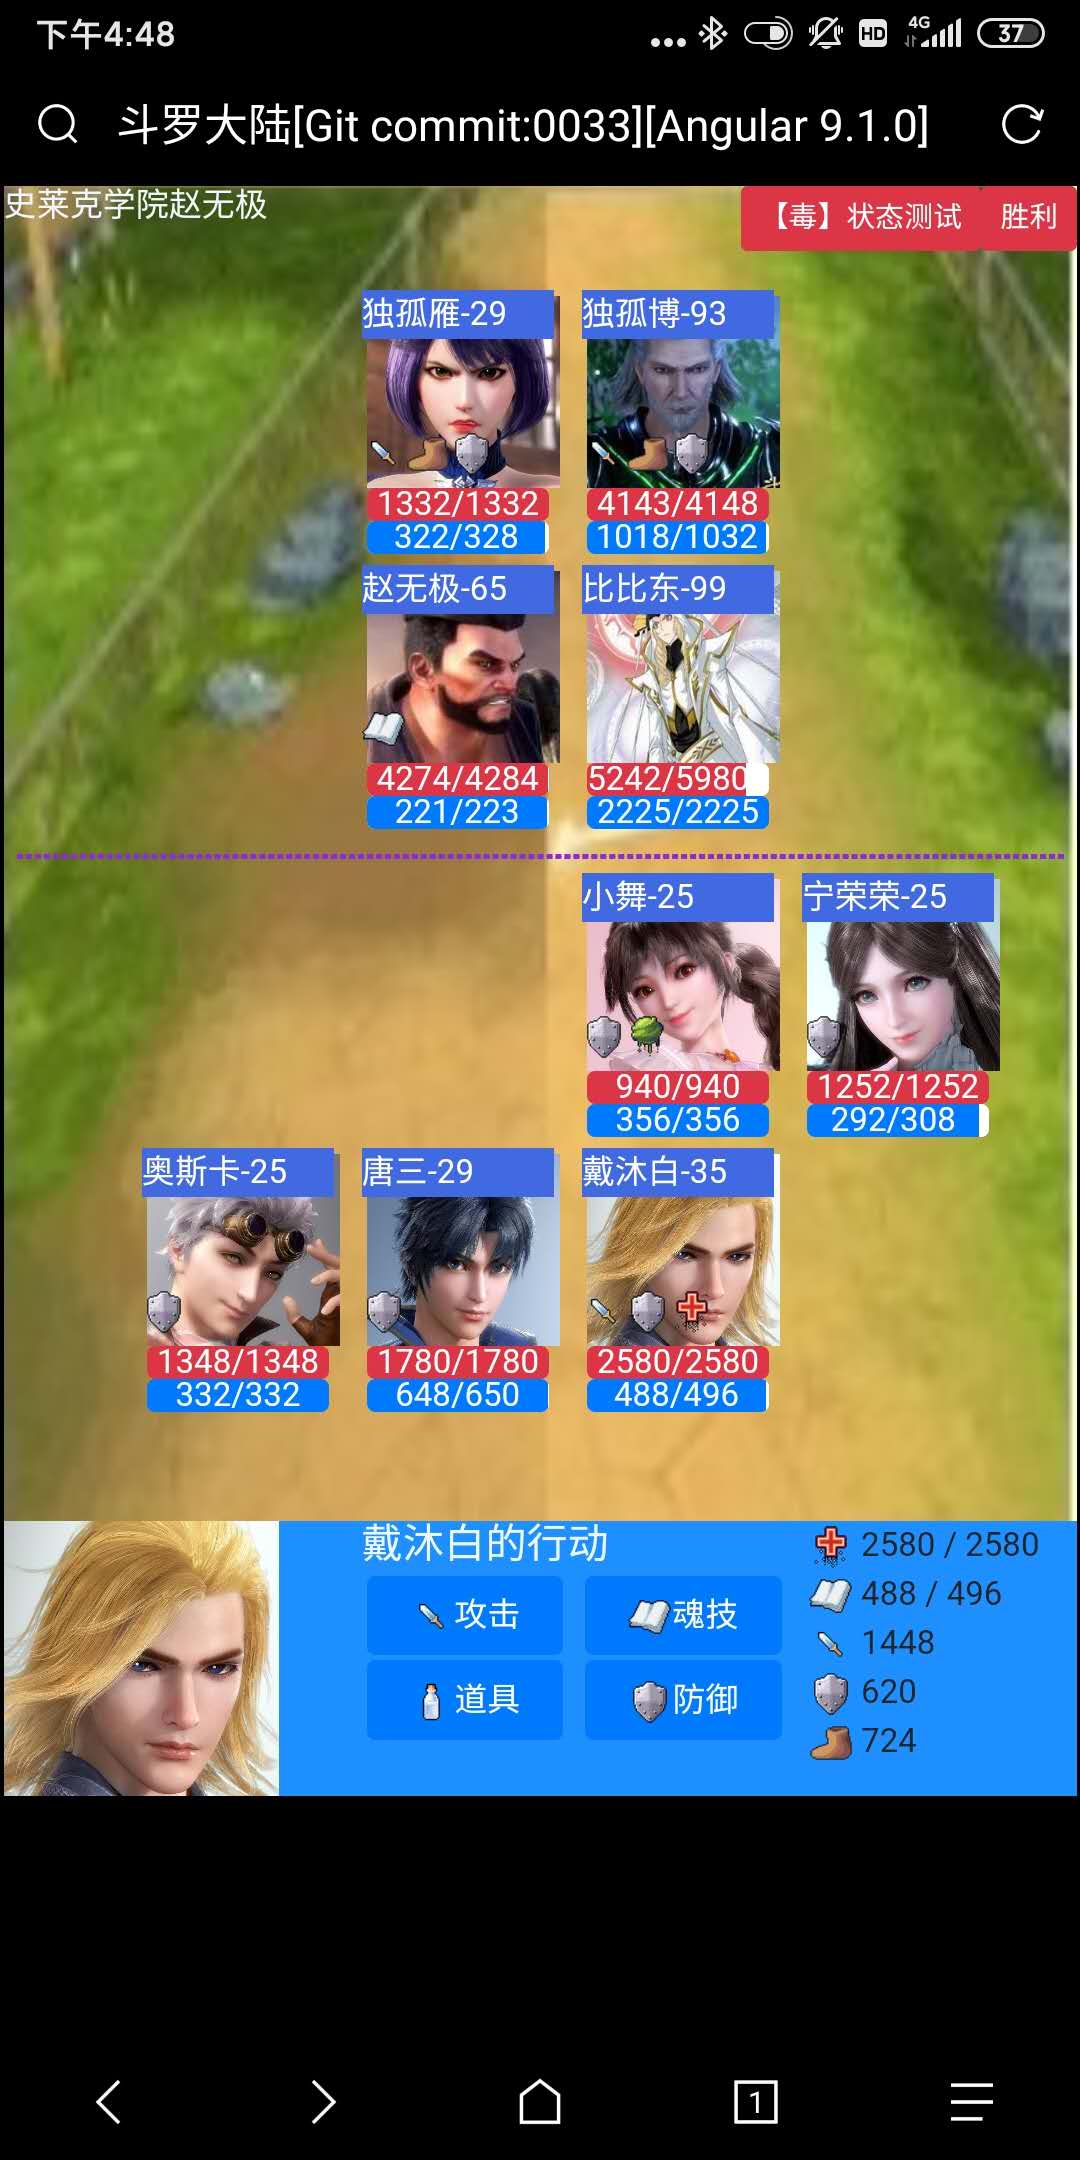 下午4:48
HD
4G
37
斗罗大陆[Git commit:0033][Angular 9.1.0]
史莱克学院赵无极
【毒】状态测试
胜利
独孤雁-29
独孤博-93
1332/1332
4143/4148
322/328
1018/1032
赵无极-65
比比东-99
4274/4284
5242/5980
221/223
2225/2225
小舞-25
宁荣荣-25
940/940
1252/1252
356/356
292/308
奥斯卡-25
唐三-29
戴沐白-35
1348/1348
1780/1780
2580/2580
332/332
648/650
488/496
戴沐白的行动
攻击
魂技
道具
防御
2580 / 2580
488 / 496
1448
620
724
1